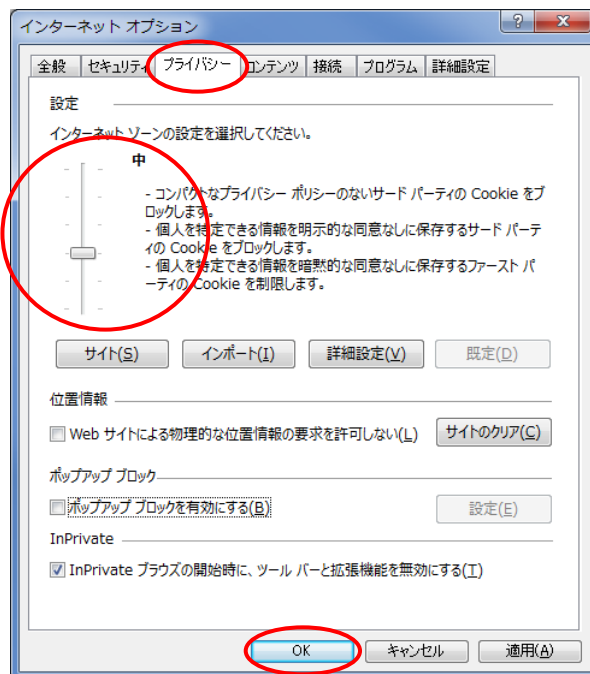 インターネット オプション
全般 セキュリティ プライバシー コンテンツ 接続 プログラム 詳細設定
設定
インターネット ゾーンの設定を選択してください。
中
- コンパクトなプライバシー ポリシーのないサード パーティの Cookie をブ
ロックします。
- 個人を特定できる情報を明示的な同意なしに保存するサード パーテ
ィの Cookie をブロックします。
- 個人を特定できる情報を暗黙的な同意なしに保存するファースト パ
ーティの Cookie を制限します。
サイト(S) インポート(I) 詳細設定(V) 既定(D)
位置情報
Web サイトによる物理的な位置情報の要求を許可しない(L) サイトのクリア(C)
ポップアップ ブロック
ポップアップ ブロックを有効にする(B) 設定(E)
InPrivate
InPrivate ブラウズの開始時に、ツール バーと拡張機能を無効にする(T)
OK キャンセル 適用(A)